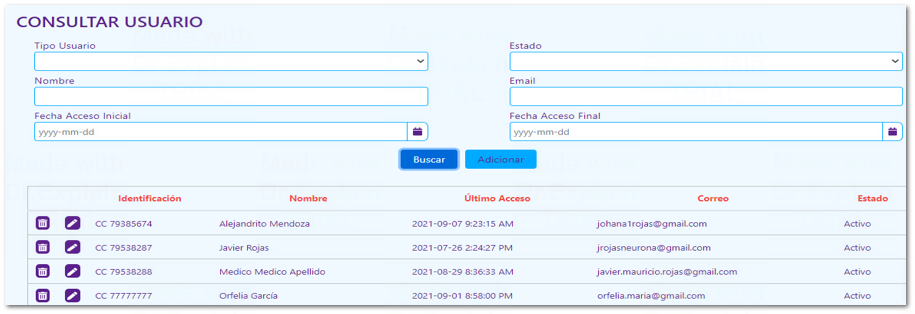 CONSULTAR USUARIO
Tipo Usuario Estado
Nombre Email
Fecha Acceso Inicial Fecha Acceso Final
yyyy-mm-dd yyyy-mm-dd
Buscar Adicionar
Identificación Nombre Último Acceso Correo Estado
CC 79385674 Alejandrito Mendoza 2021-09-07 9:23:15 AM johana1rojas@gmail.com Activo
CC 79538287 Javier Rojas 2021-07-26 2:24:27 PM jrojasneurona@gmail.com Activo
CC 79538288 Medico Medico Apellido 2021-08-29 8:36:33 AM javier.mauricio.rojas@gmail.com Activo
CC 77777777 Orfelia García 2021-09-01 8:58:00 PM orfelia.maria@gmail.com Activo